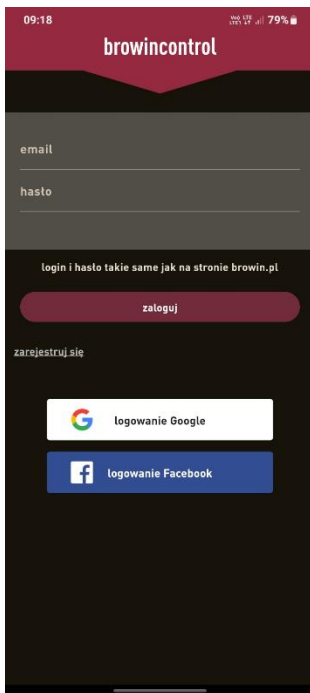 09:18 79%
browincontrol
email
hasło
login i hasło takie same jak na stronie browin.pl
zaloguj
zarejestruj się
logowanie Google
logowanie Facebook